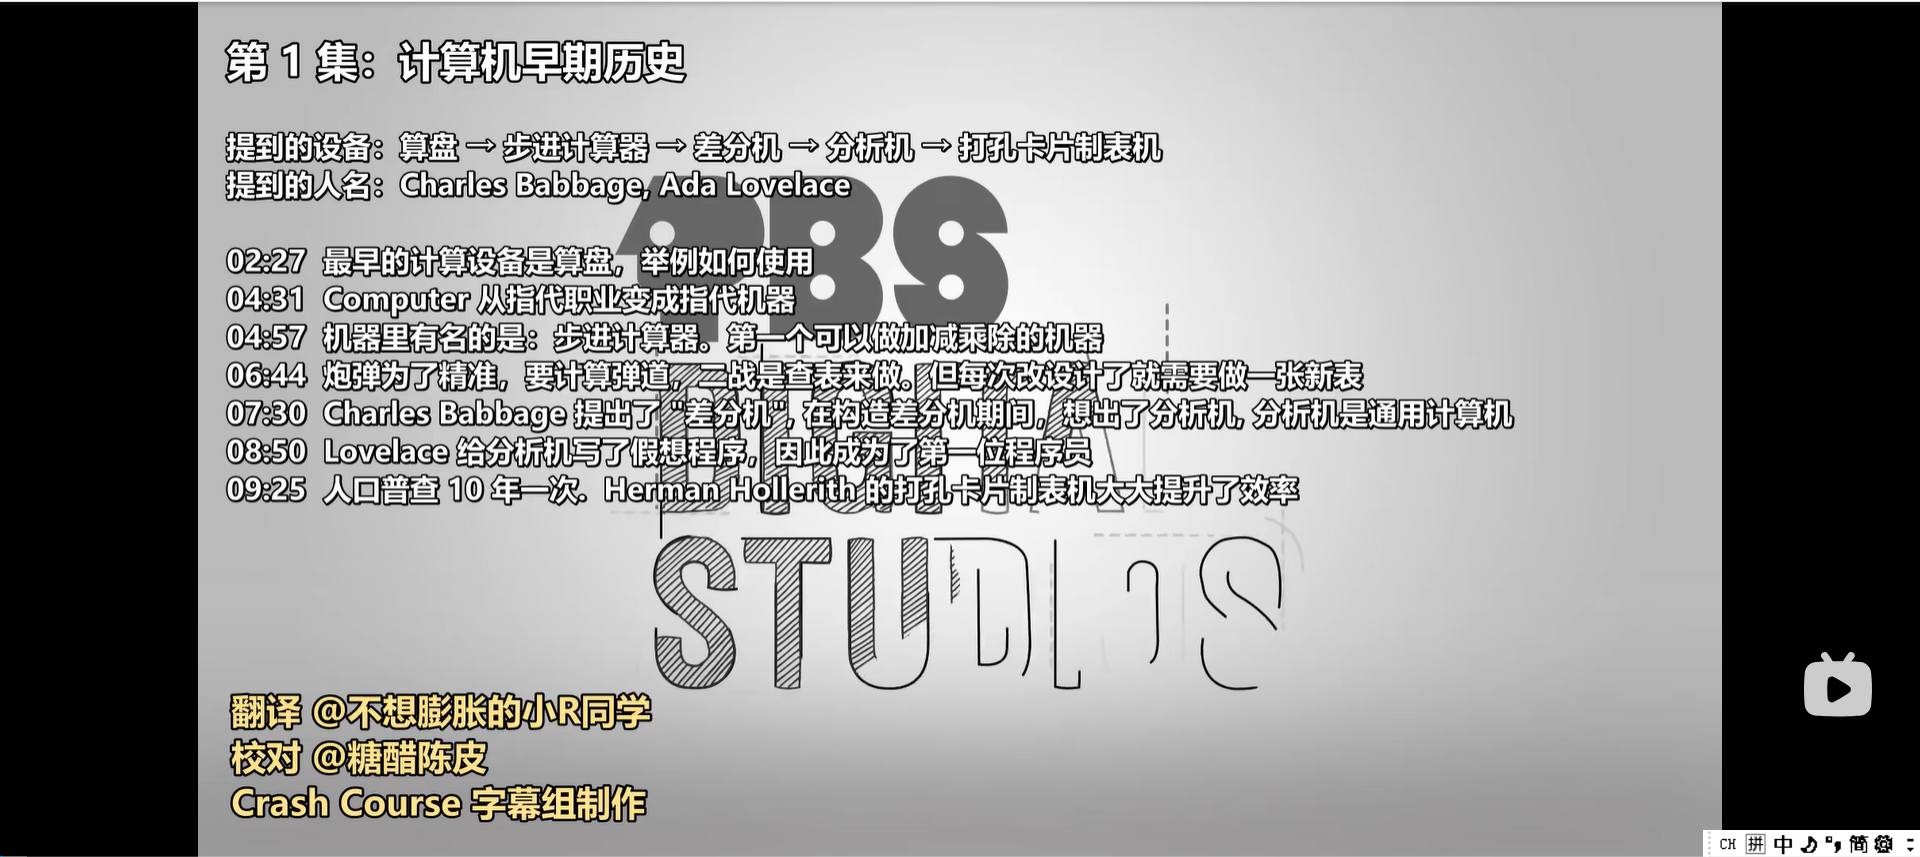 第 1 集：计算机早期历史
提到的设备：算盘 → 步进计算器 → 差分机 → 分析机 → 打孔卡片制表机
提到的人名：Charles Babbage, Ada Lovelace
02:27 最早的计算设备是算盘，举例如何使用
04:31 Computer 从指代职业变成指代机器
04:57 机器里有名的是：步进计算器。第一个可以做加减乘除的机器
06:44 炮弹为了精准，要计算弹道，二战是查表来做。但每次改设计了就需要做一张新表
07:30 Charles Babbage 提出了 "差分机", 在构造差分机期间，想出了分析机, 分析机是通用计算机
08:50 Lovelace 给分析机写了假想程序，因此成为了第一位程序员
09:25 人口普查 10 年一次. Herman Hollerith 的打孔卡片制表机大大提升了效率
PBS
DIGITAL
STUDIOS
翻译 @不想膨胀的小R同学
校对 @糖醋陈皮
Crash Course 字幕组制作
CH 拼 中 简